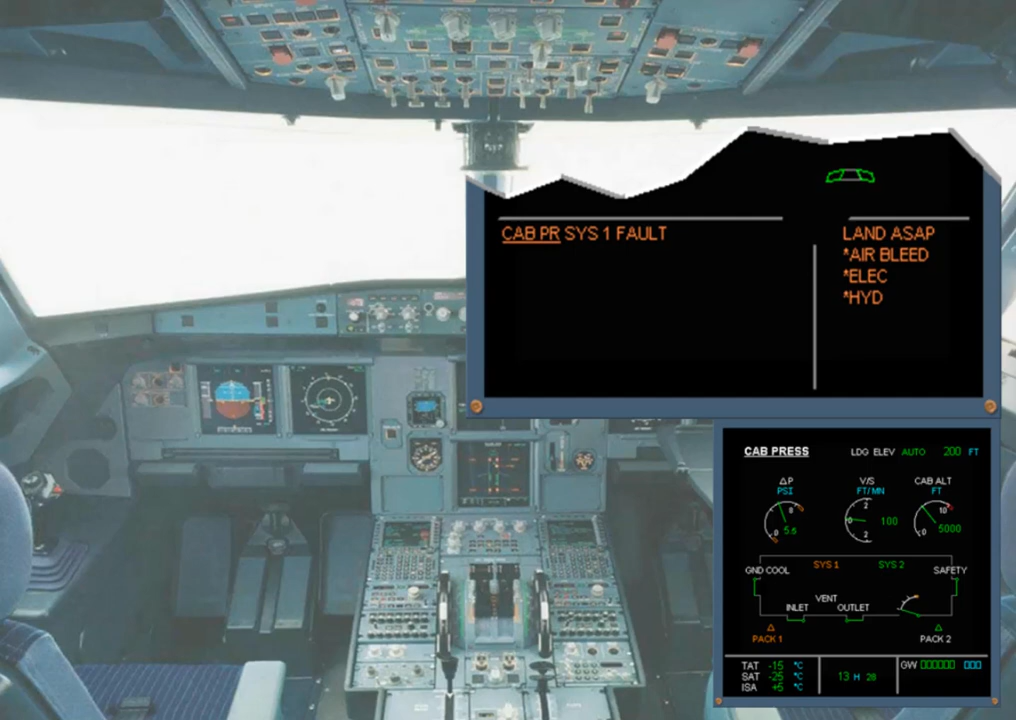 CAB PR SYS 1 FAULT
LAND ASAP
*AIR BLEED
*ELEC
*HYD
CAB PRESS
LDG ELEV AUTO 200 FT
ΔP
PSI
8
0
5.6
V/S
FT/MN
2
0
2
100
CAB ALT
FT
10
0
5000
SYS 1
SYS 2
GND COOL
SAFETY
VENT
INLET
OUTLET
PACK 1
PACK 2
TAT -15 °C
SAT -25 °C
ISA +5 °C
13 H 28
GW